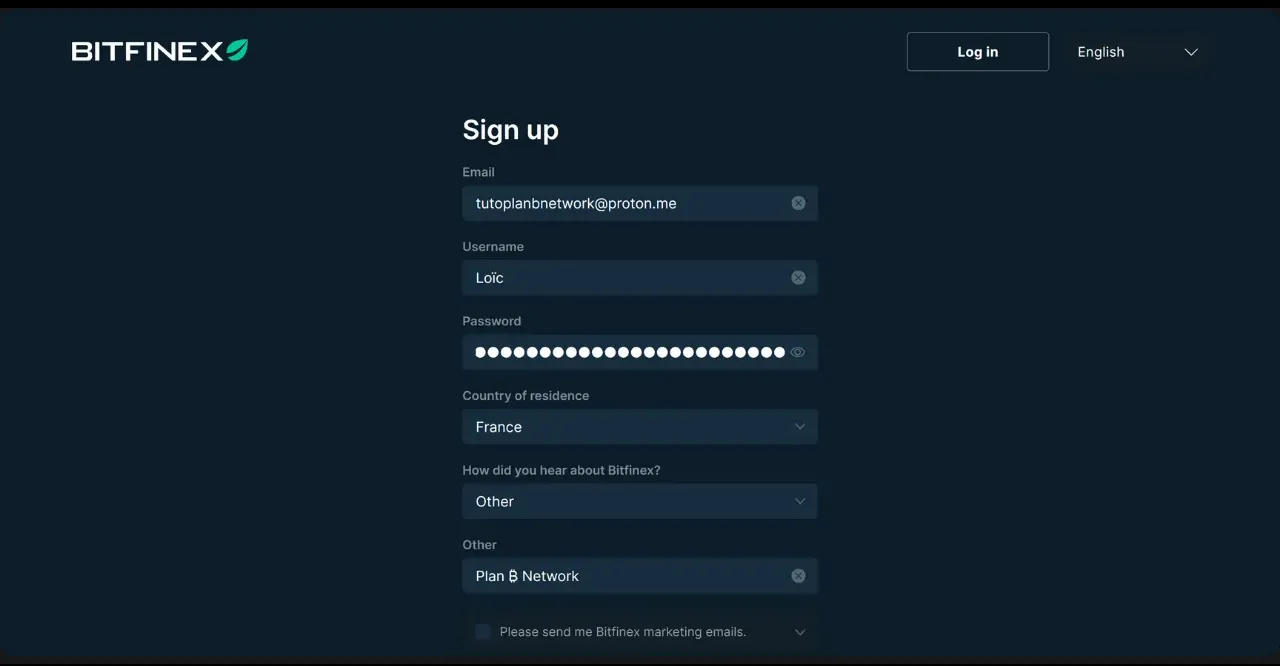 BITFINEX
Log in
English
Sign up
Email
tutoplanbnetwork@proton.me
Username
Loïc
Password
Country of residence
France
How did you hear about Bitfinex?
Other
Other
Plan ₿ Network
Please send me Bitfinex marketing emails.